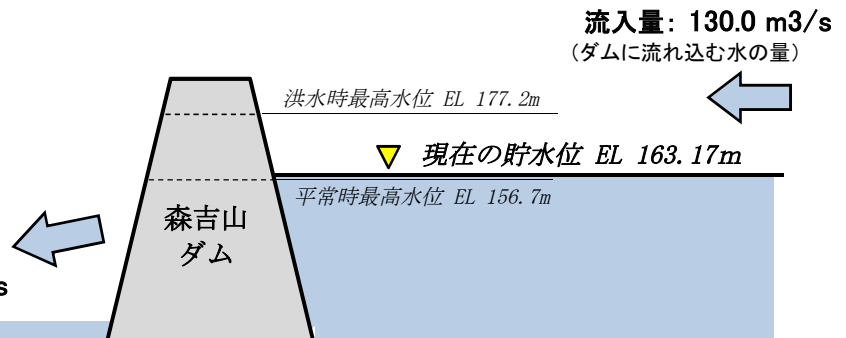 流入量: 130.0 m3/s
(ダムに流れ込む水の量)
洪水時最高水位 EL 177.2m
現在の貯水位 EL 163.17m
平常時最高水位 EL 156.7m
森吉山
ダム
s